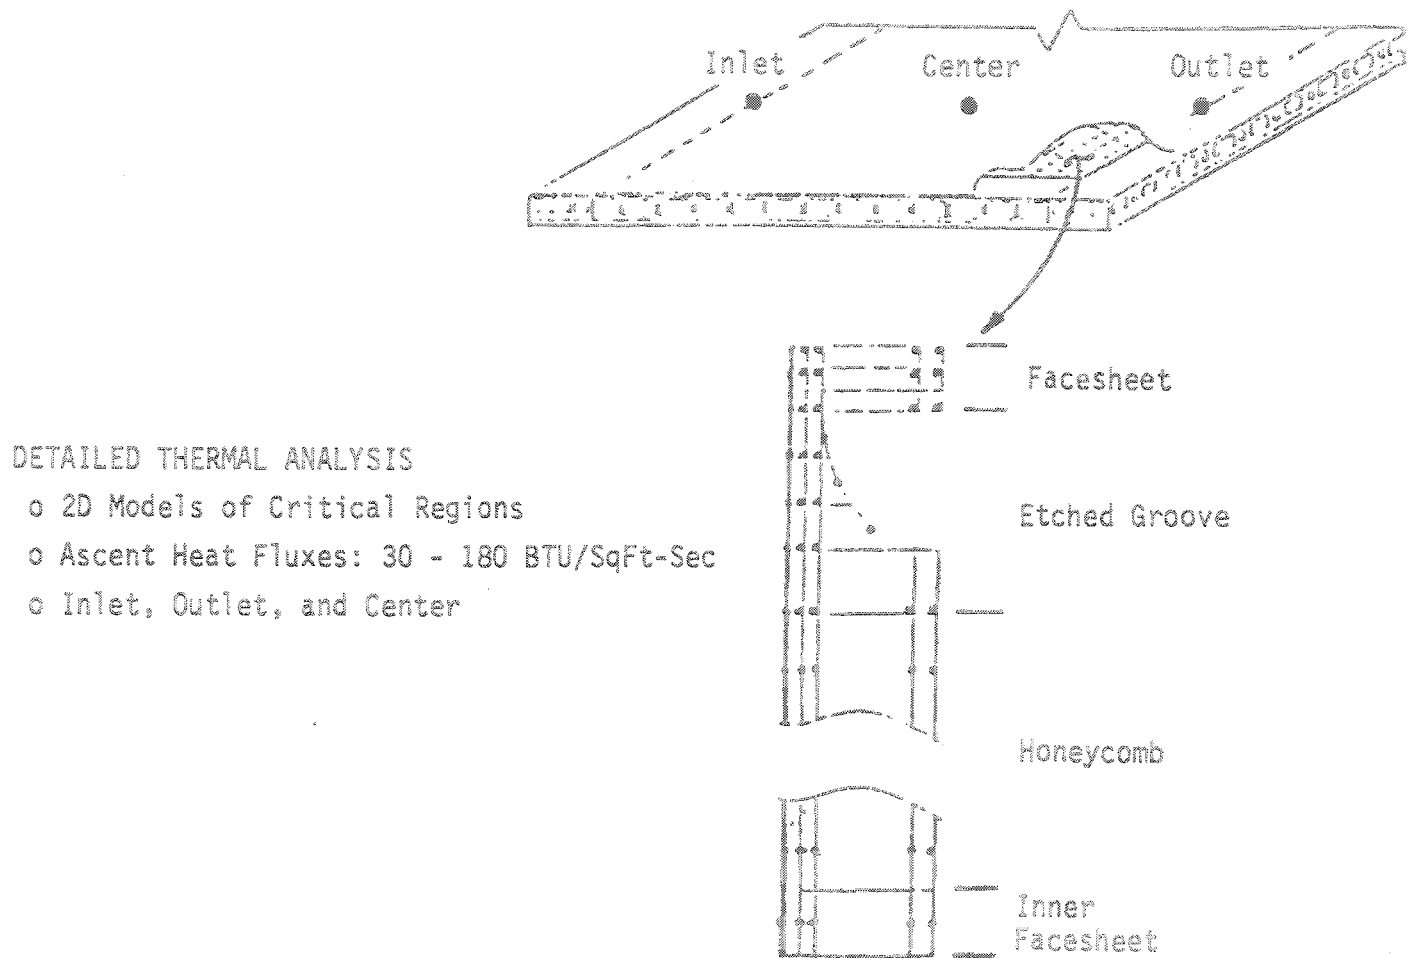 Inlet
Center
Outlet
Facesheet
DETAILED THERMAL ANALYSIS
o 2D Models of Critical Regions
o Ascent Heat Fluxes: 30 - 180 BTU/SqFt-Sec
o Inlet, Outlet, and Center
Etched Groove
Honeycomb
Inner
Facesheet